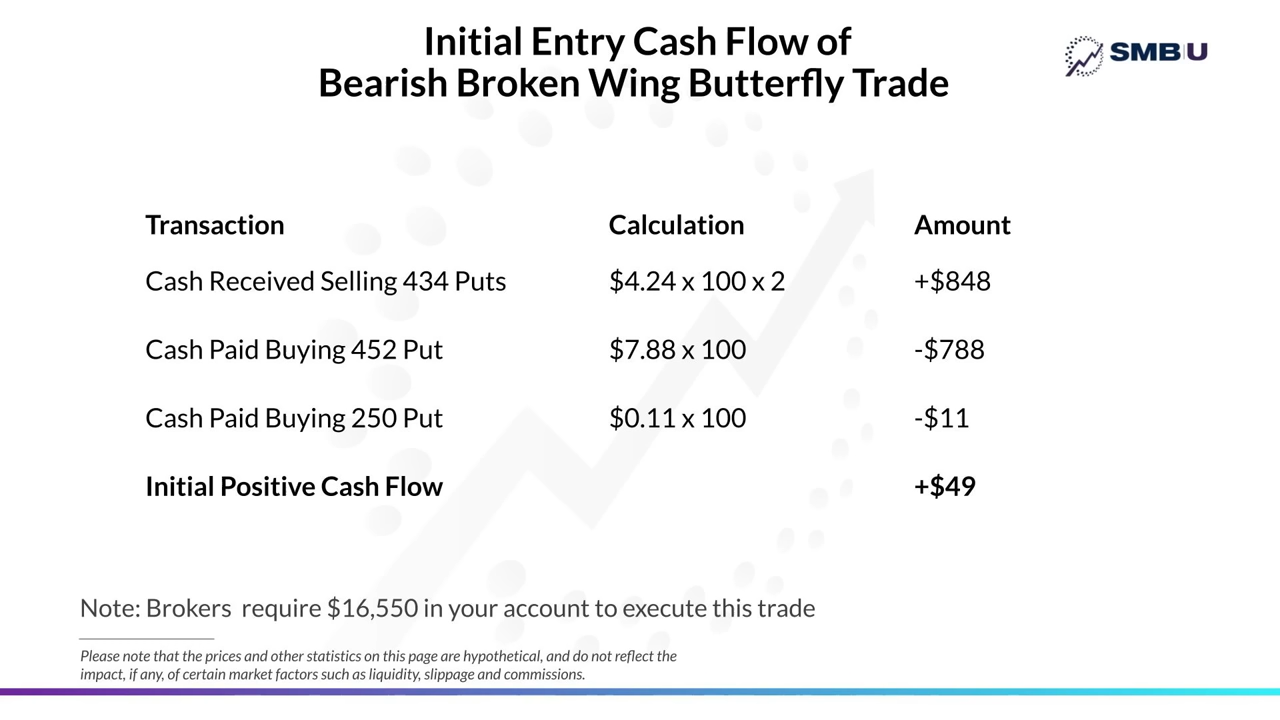 Initial Entry Cash Flow of
Bearish Broken Wing Butterfly Trade
SMB|U
Transaction Calculation Amount
Cash Received Selling 434 Puts $4.24 x 100 x 2 +$848
Cash Paid Buying 452 Put $7.88 x 100 -$788
Cash Paid Buying 250 Put $0.11 x 100 -$11
Initial Positive Cash Flow +$49
Note: Brokers  require $16,550 in your account to execute this trade
Please note that the prices and other statistics on this page are hypothetical, and do not reflect the
impact, if any, of certain market factors such as liquidity, slippage and commissions.